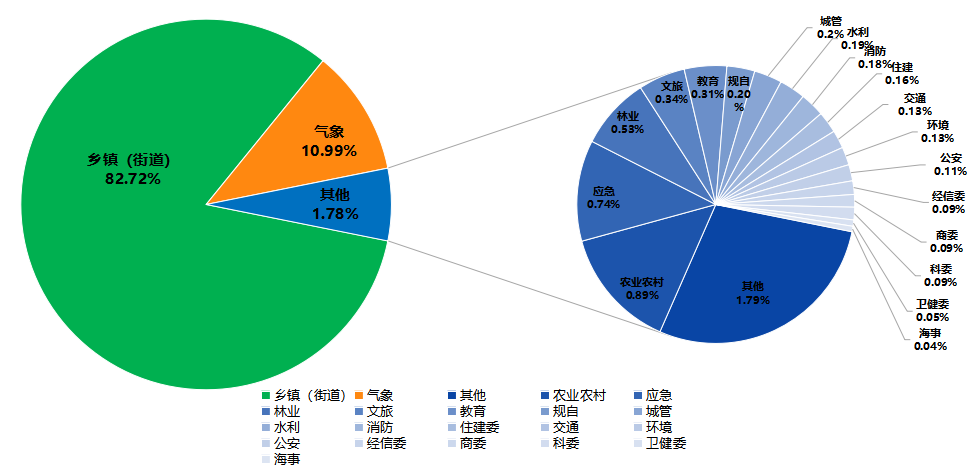 乡镇（街道）
82.72%
气象
10.99%
其他
1.78%
城管
0.2%
水利
0.19%
消防
0.18%
住建
0.16%
交通
0.13%
环境
0.13%
公安
0.11%
经信委
0.09%
商委
0.09%
科委
0.09%
卫健委
0.05%
海事
0.04%
规自
0.20
%
教育
0.31%
文旅
0.34%
林业
0.53%
应急
0.74%
农业农村
0.89%
其他
1.79%
乡镇（街道） 气象 其他 农业农村 应急
林业 文旅 教育 规自 城管
水利 消防 住建委 交通 环境
公安 经信委 商委 科委 卫健委
海事